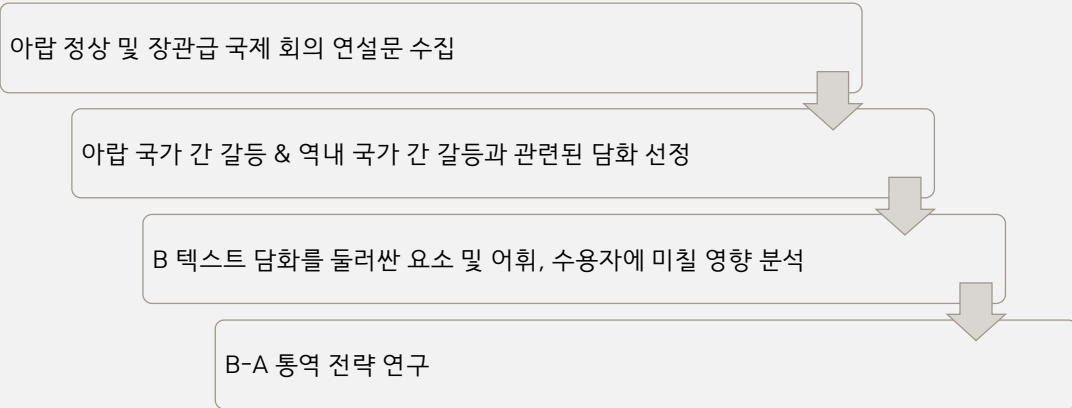 아랍 정상 및 장관급 국제 회의 연설문 수집
아랍 국가 간 갈등 & 역내 국가 간 갈등과 관련된 담화 선정
B 텍스트 담화를 둘러싼 요소 및 어휘, 수용자에 미칠 영향 분석
B-A 통역 전략 연구